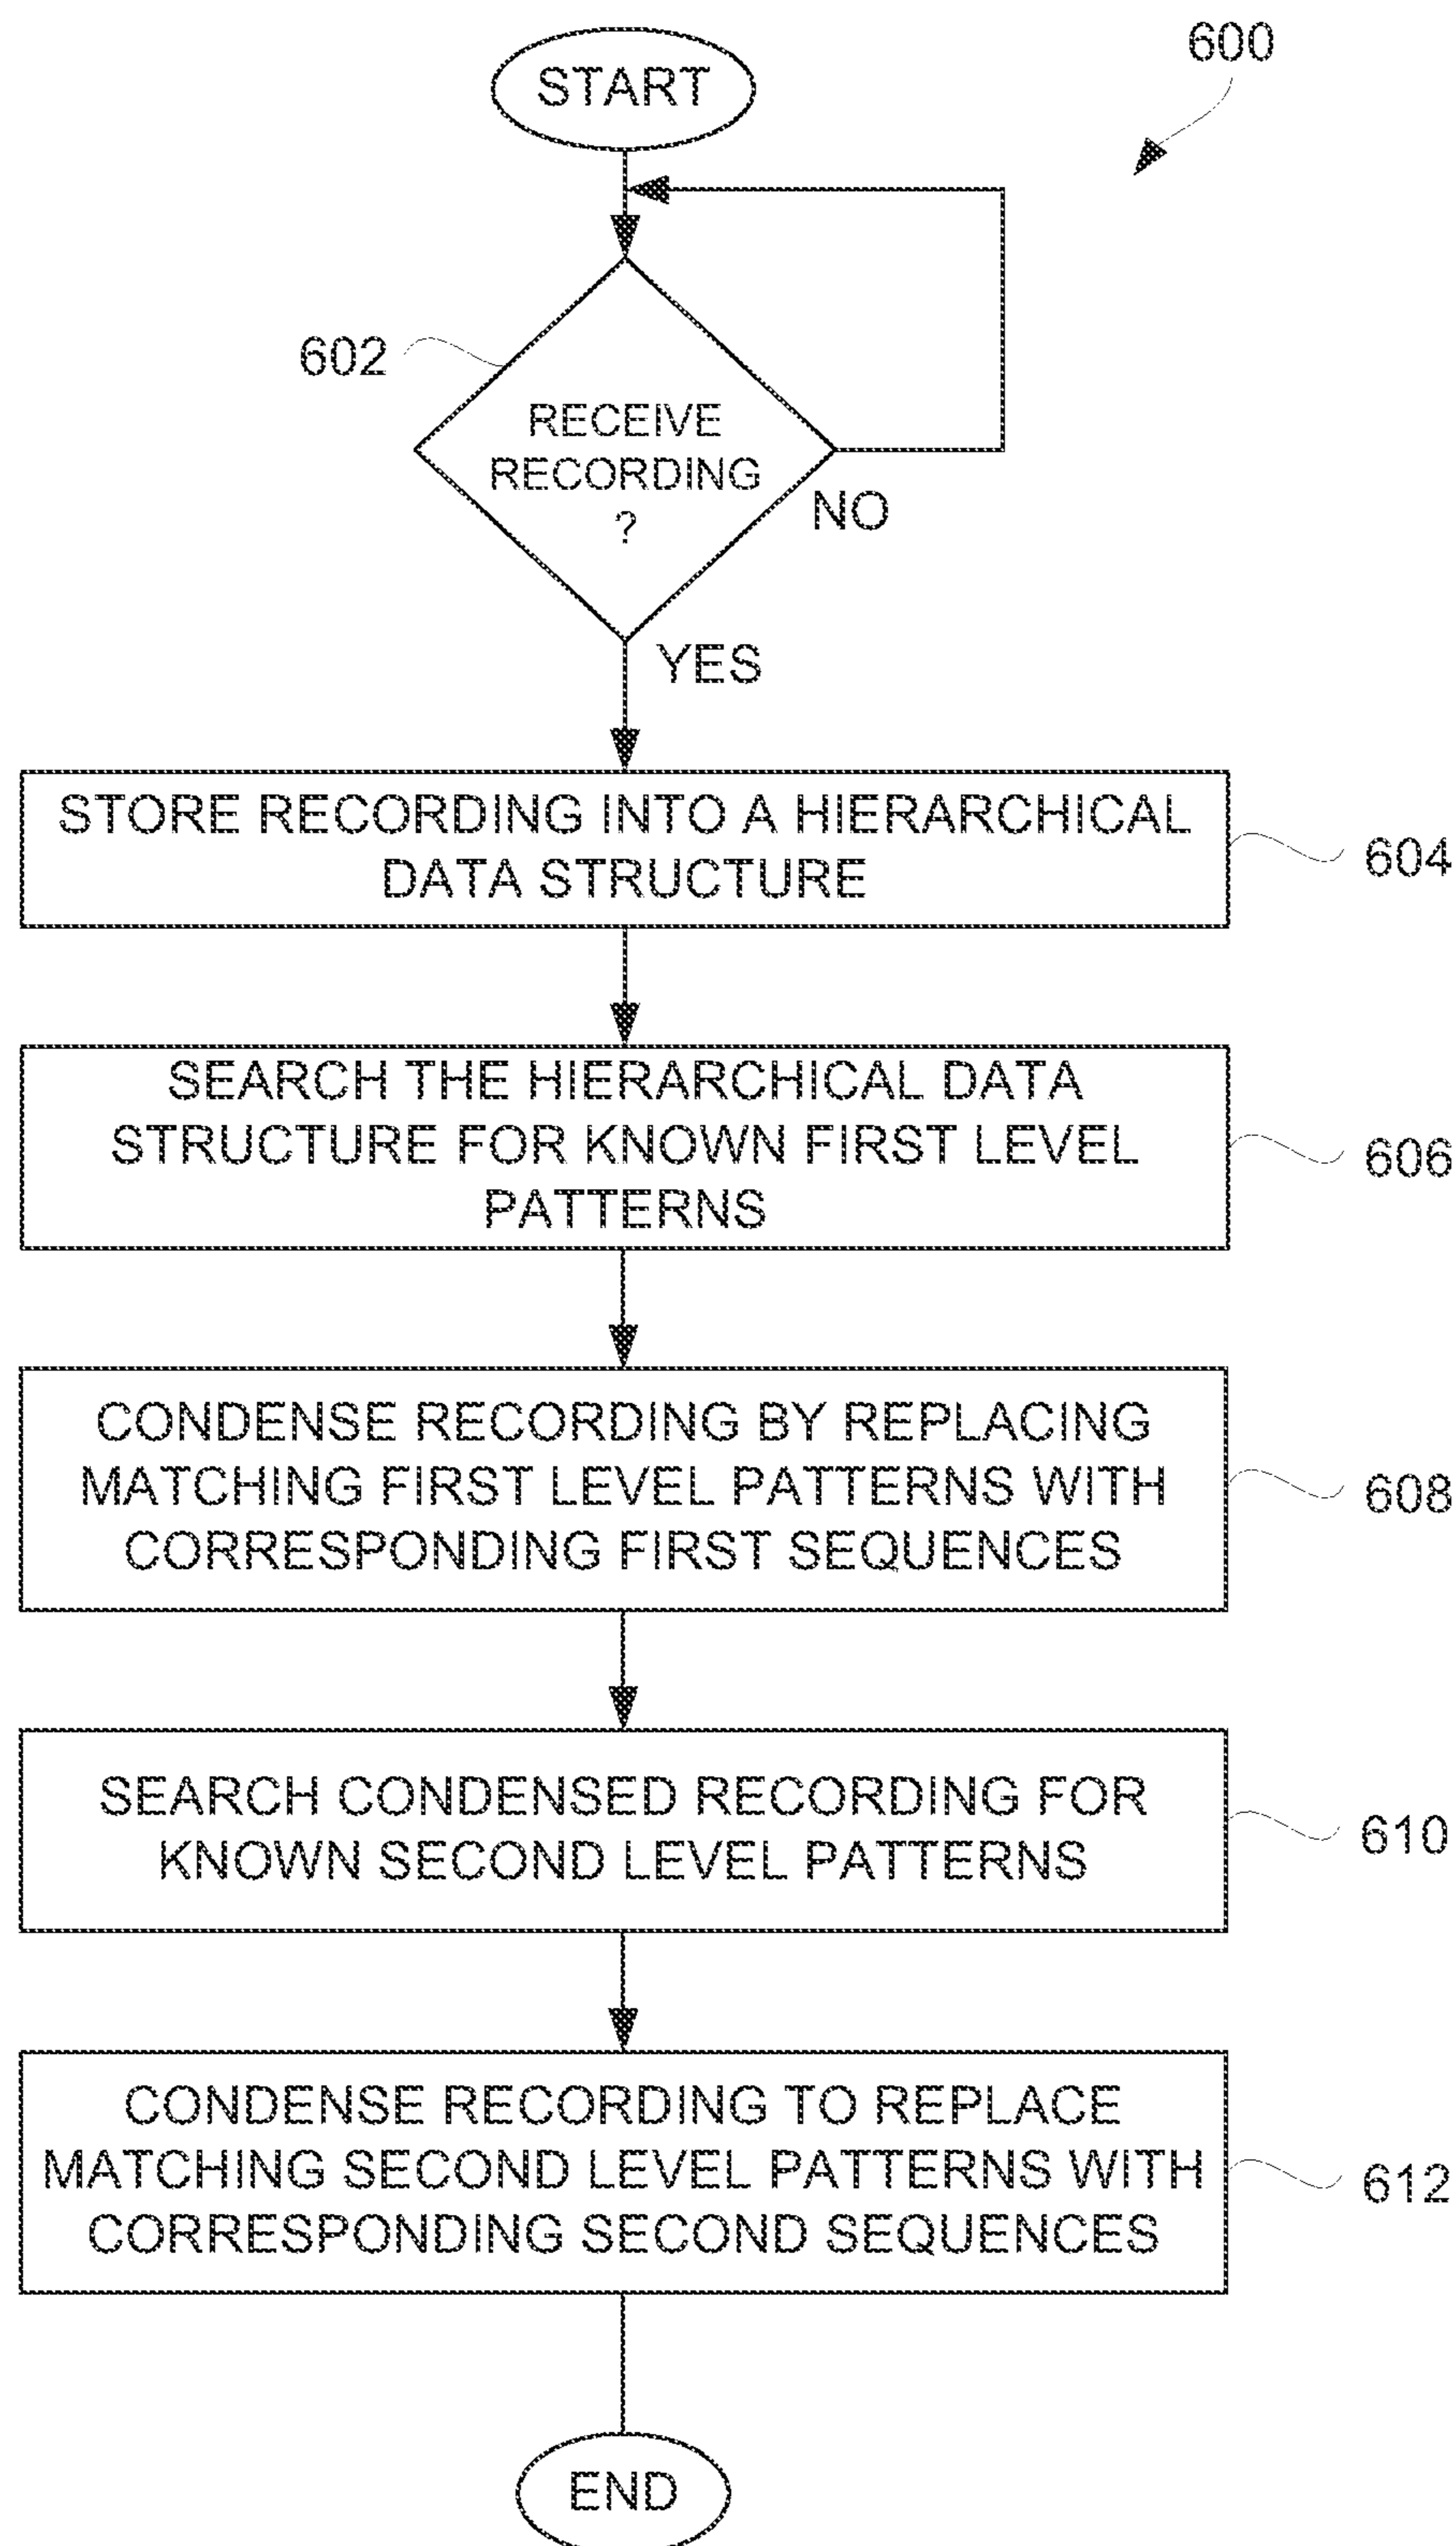 600
START
602
RECEIVE
RECORDING
?
NO
YES
STORE RECORDING INTO A HIERARCHICAL
DATA STRUCTURE
604
SEARCH THE HIERARCHICAL DATA
STRUCTURE FOR KNOWN FIRST LEVEL
PATTERNS
606
CONDENSE RECORDING BY REPLACING
MATCHING FIRST LEVEL PATTERNS WITH
CORRESPONDING FIRST SEQUENCES
608
SEARCH CONDENSED RECORDING FOR
KNOWN SECOND LEVEL PATTERNS
610
CONDENSE RECORDING TO REPLACE
MATCHING SECOND LEVEL PATTERNS WITH
CORRESPONDING SECOND SEQUENCES
612
END